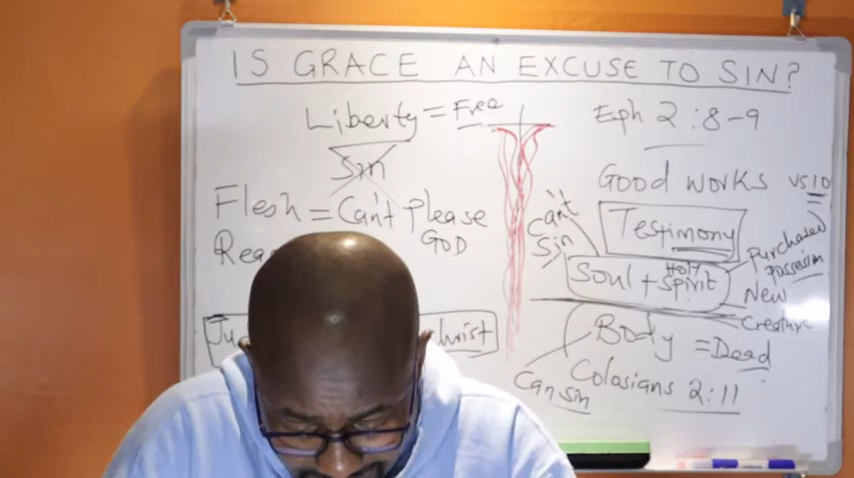 IS GRACE AN EXCUSE TO SIN?
Liberty = Free
Sin
Flesh = Can't Please
GOD
Eph 2:8-9
Good works vs 10
Testimony
Can't
Sin
Soul + Holy Spirit
Purchased
possession
New
Creature
Body = Dead
Can sin
Colasians 2:11